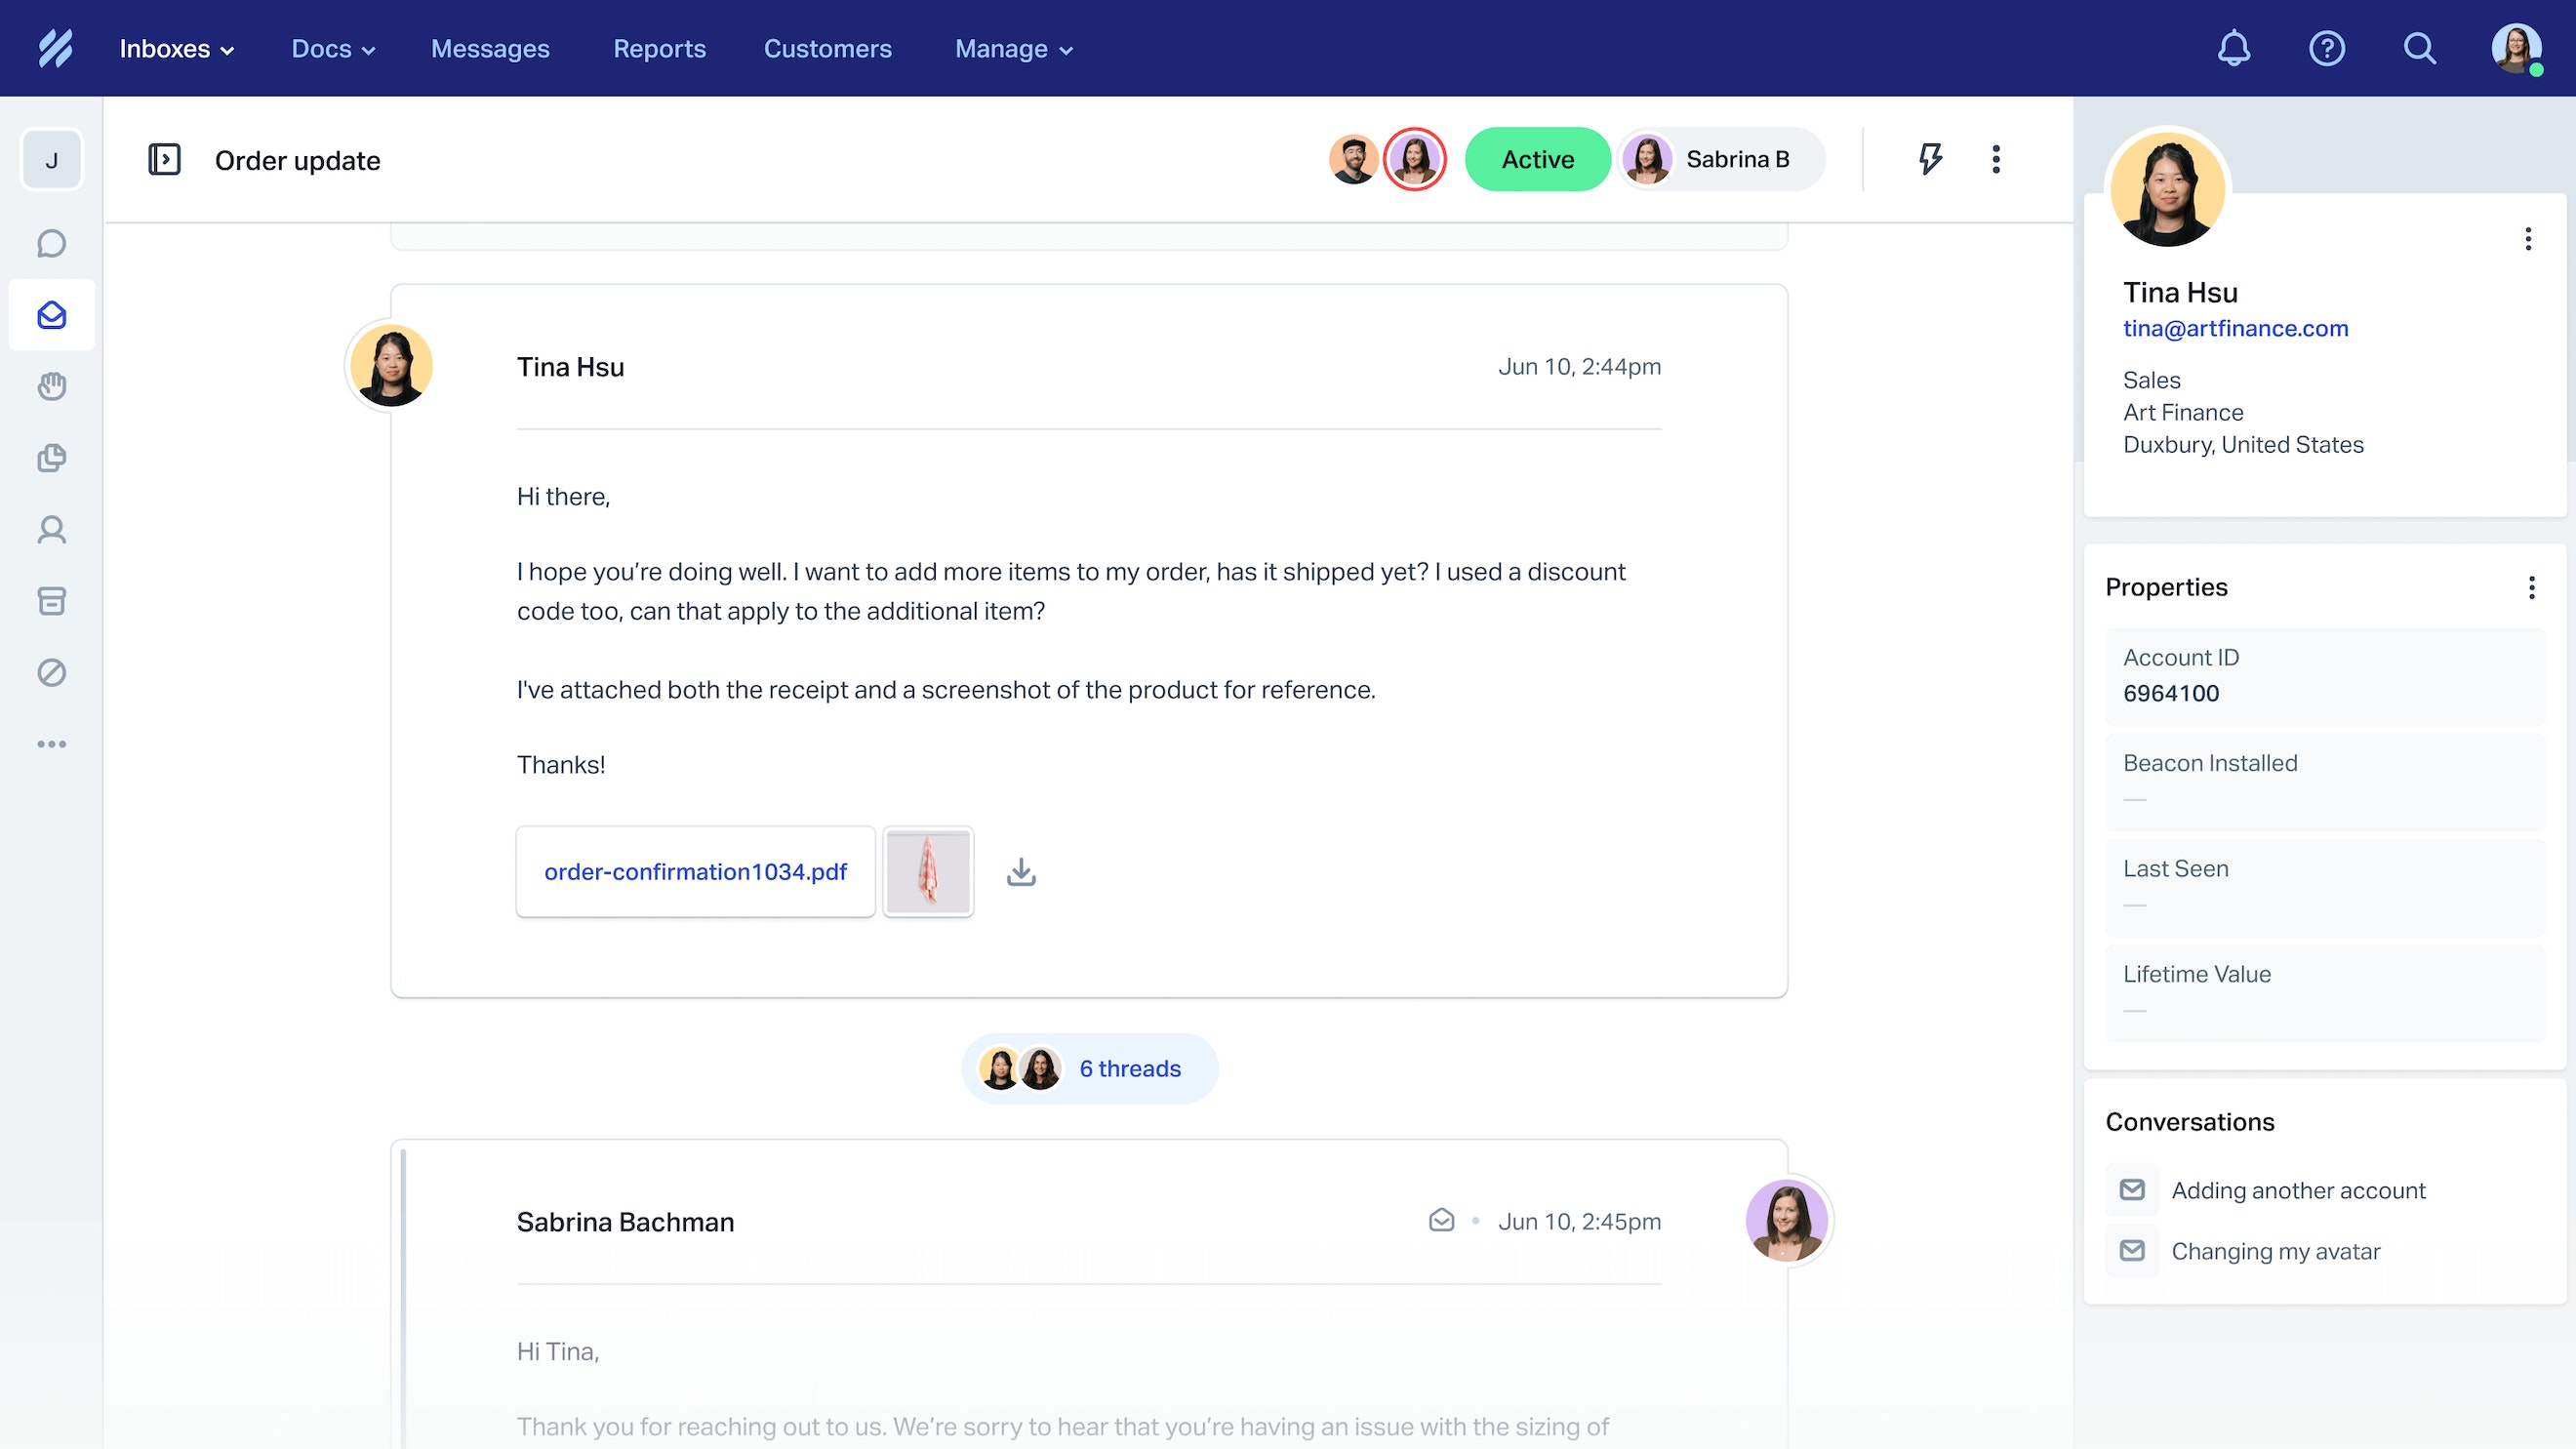 Inboxes
Docs
Messages
Reports
Customers
Manage
J
Order update
Active
Sabrina B
Tina Hsu
Jun 10, 2:44pm
Hi there,
I hope you’re doing well. I want to add more items to my order, has it shipped yet? I used a discount
code too, can that apply to the additional item?
I've attached both the receipt and a screenshot of the product for reference.
Thanks!
order-confirmation1034.pdf
6 threads
Sabrina Bachman
Jun 10, 2:45pm
Hi Tina,
Thank you for reaching out to us. We’re sorry to hear that you’re having an issue with the sizing of
Tina Hsu
tina@artfinance.com
Sales
Art Finance
Duxbury, United States
Properties
Account ID
6964100
Beacon Installed
—
Last Seen
—
Lifetime Value
—
Conversations
Adding another account
Changing my avatar